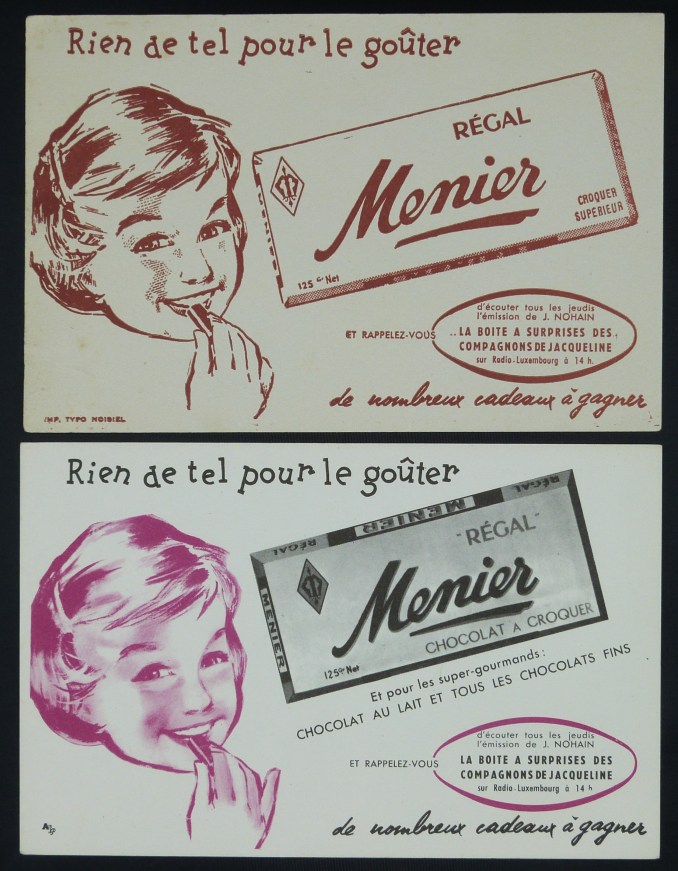 Rien de tel pour le goûter
RÉGAL
Menier
CROQUER
SUPERIEUR
125 Gr Net
d'écouter tous les jeudis
l'émission de J. NOHAIN
ET RAPPELEZ-VOUS
..LA BOITE A SURPRISES DES,
COMPAGNONS DE JACQUELINE
sur Radio-Luxembourg à 14 h.
de nombreux cadeaux à gagner
IMP. TYPO NOISIEL
Rien de tel pour le goûter
RÉGAL
MENIER
RÉGAL
"RÉGAL"
Menier
MENIER
CHOCOLAT A CROQUER
125Gr Net
Et pour les super-gourmands:
CHOCOLAT AU LAIT ET TOUS LES CHOCOLATS FINS
d'écouter tous les jeudis
l'émission de J. NOHAIN
ET RAPPELEZ-VOUS
LA BOITE A SURPRISES DES
COMPAGNONS DE JACQUELINE
sur Radio-Luxembourg à 14 h
de nombreux cadeaux à gagner